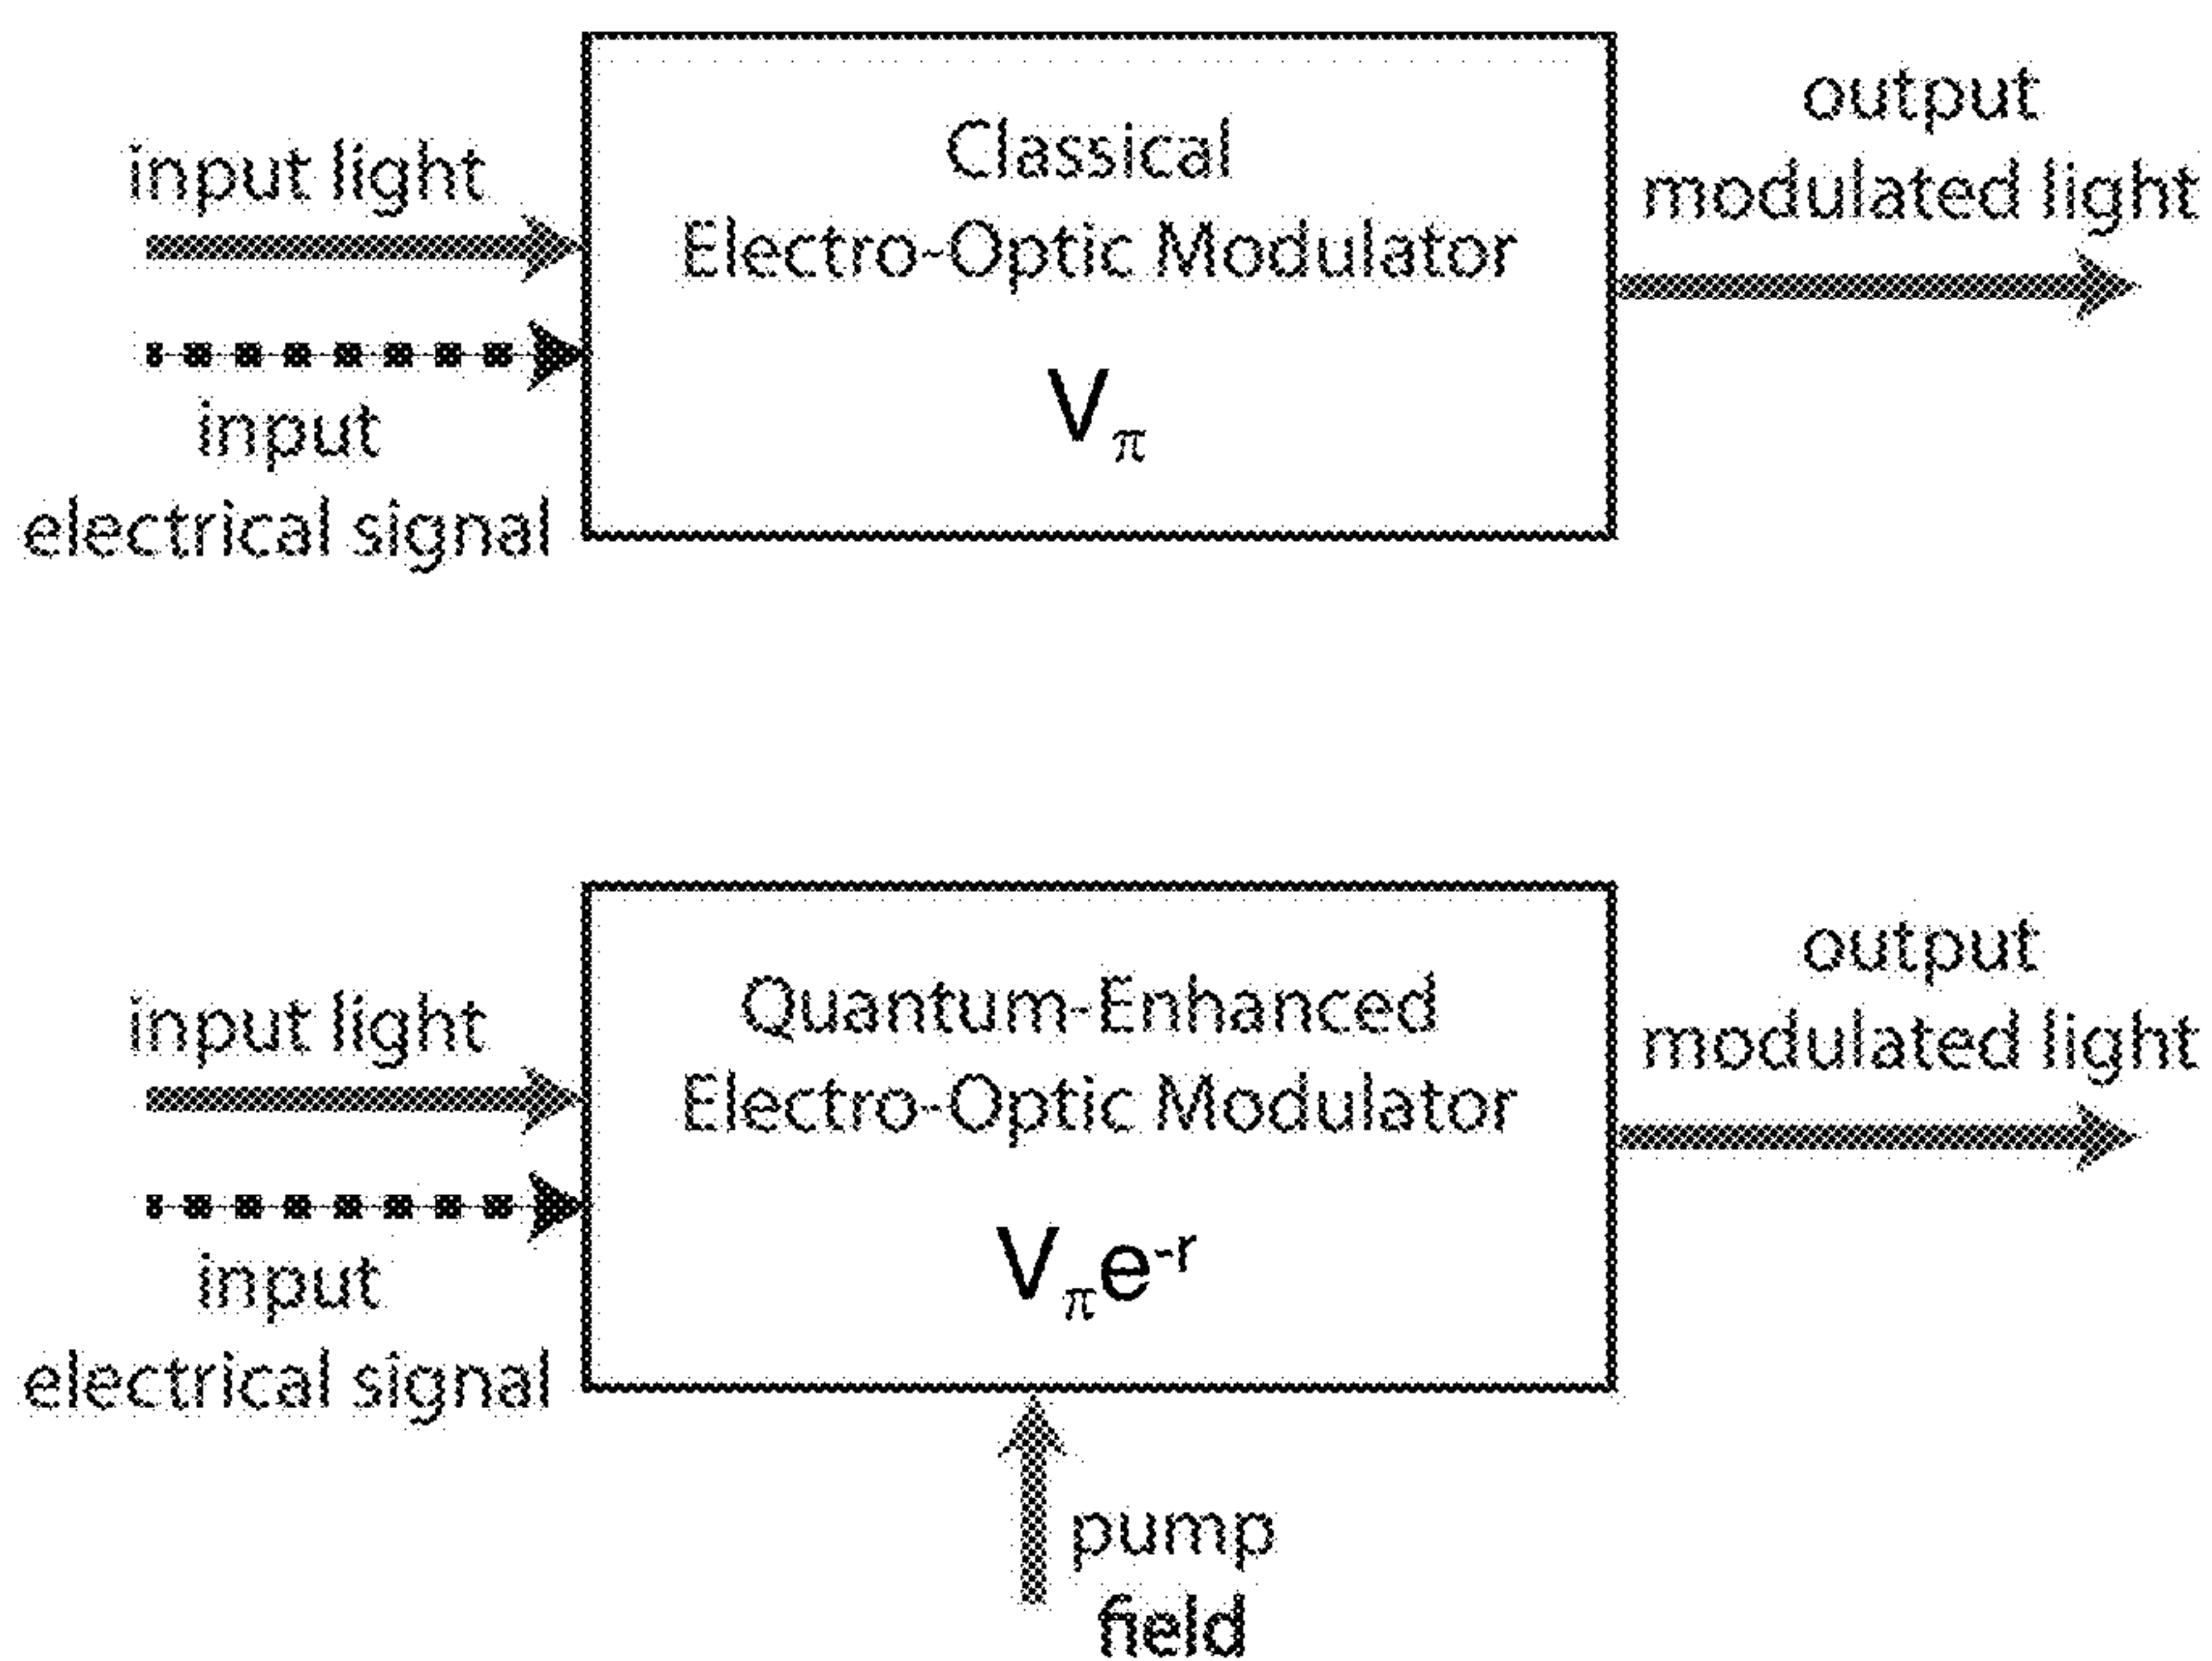 input light
input
electrical signal
Classical
Electro-Optic Modulator
Vπ
output
modulated light
input light
input
electrical signal
Quantum-Enhanced
Electro-Optic Modulator
Vπe-r
output
modulated light
pump
field